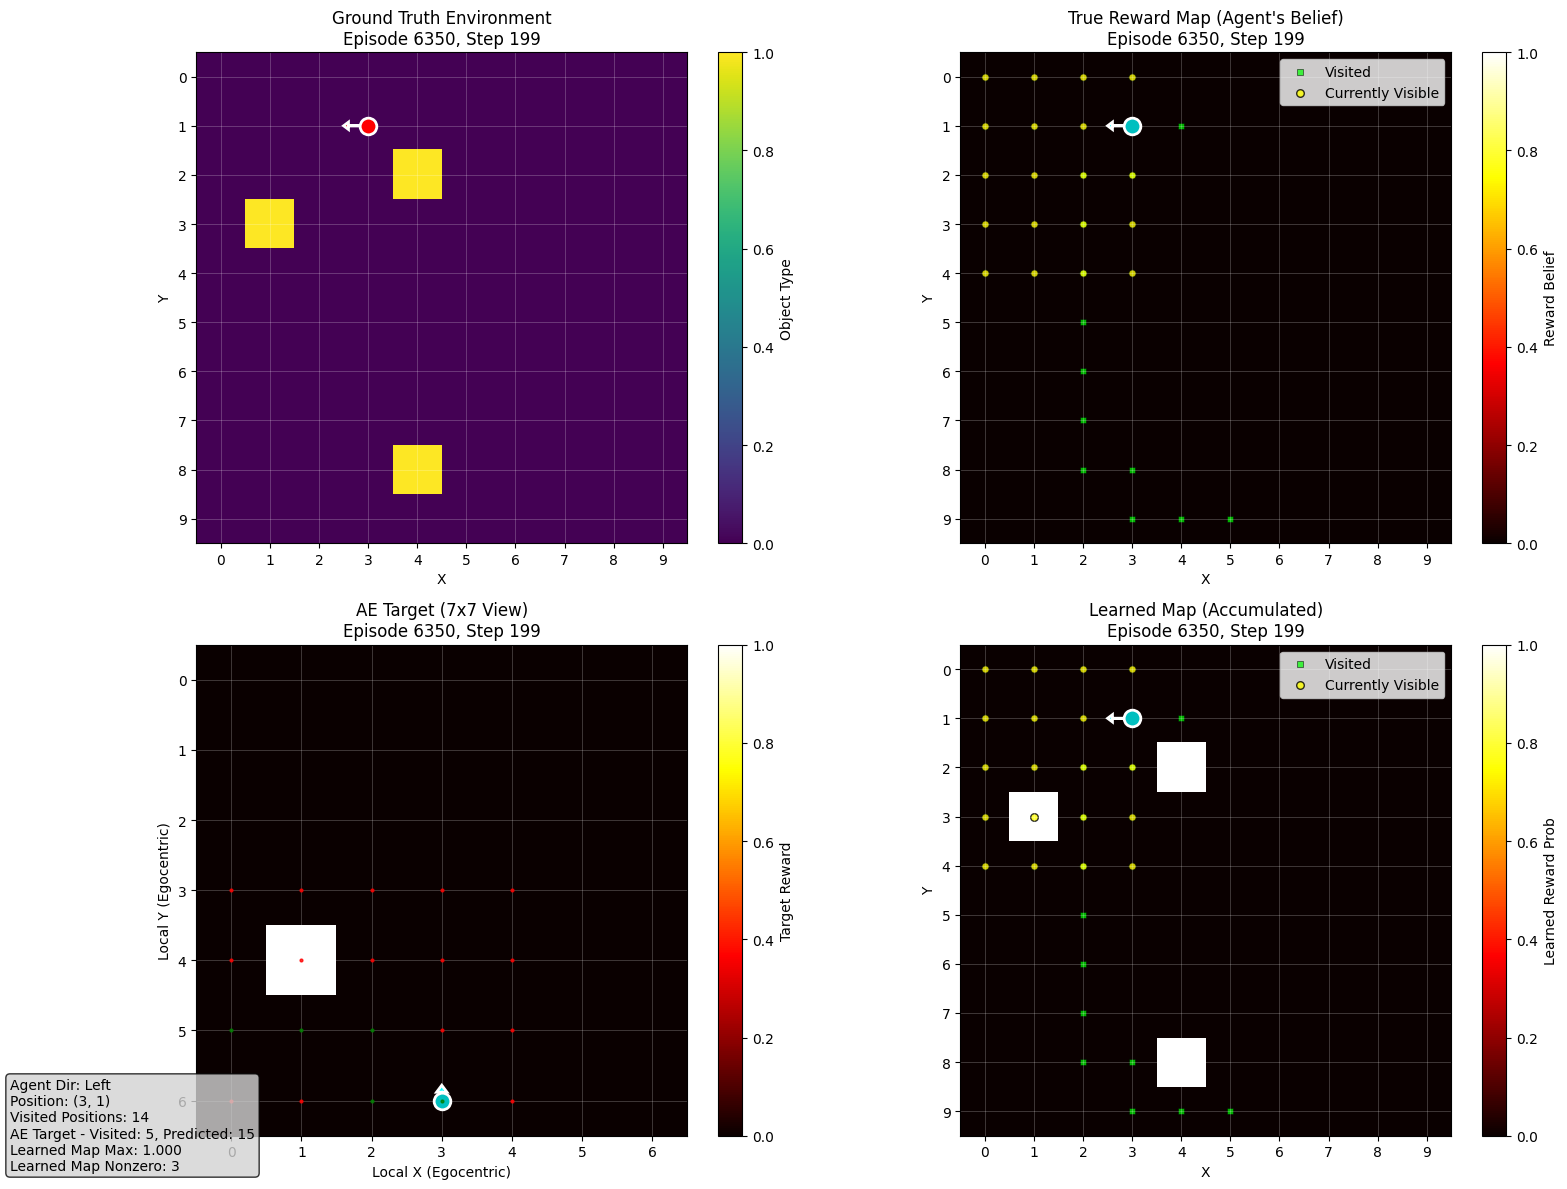 Ground Truth Environment
Episode 6350, Step 199
0
1
2
3
4
5
6
7
8
9
Y
0 1 2 3 4 5 6 7 8 9
X
1.0
0.8
0.6
0.4
0.2
0.0
Object Type
True Reward Map (Agent's Belief)
Episode 6350, Step 199
Visited
Currently Visible
0
1
2
3
4
5
6
7
8
9
Y
0 1 2 3 4 5 6 7 8 9
X
1.0
0.8
0.6
0.4
0.2
0.0
Reward Belief
AE Target (7x7 View)
Episode 6350, Step 199
0
1
2
3
4
5
6
Local Y (Egocentric)
0 1 2 3 4 5 6
Local X (Egocentric)
1.0
0.8
0.6
0.4
0.2
0.0
Target Reward
Agent Dir: Left
Position: (3, 1)
Visited Positions: 14
AE Target - Visited: 5, Predicted: 15
Learned Map Max: 1.000
Learned Map Nonzero: 3
Learned Map (Accumulated)
Episode 6350, Step 199
Visited
Currently Visible
0
1
2
3
4
5
6
7
8
9
Y
0 1 2 3 4 5 6 7 8 9
X
1.0
0.8
0.6
0.4
0.2
0.0
Learned Reward Prob